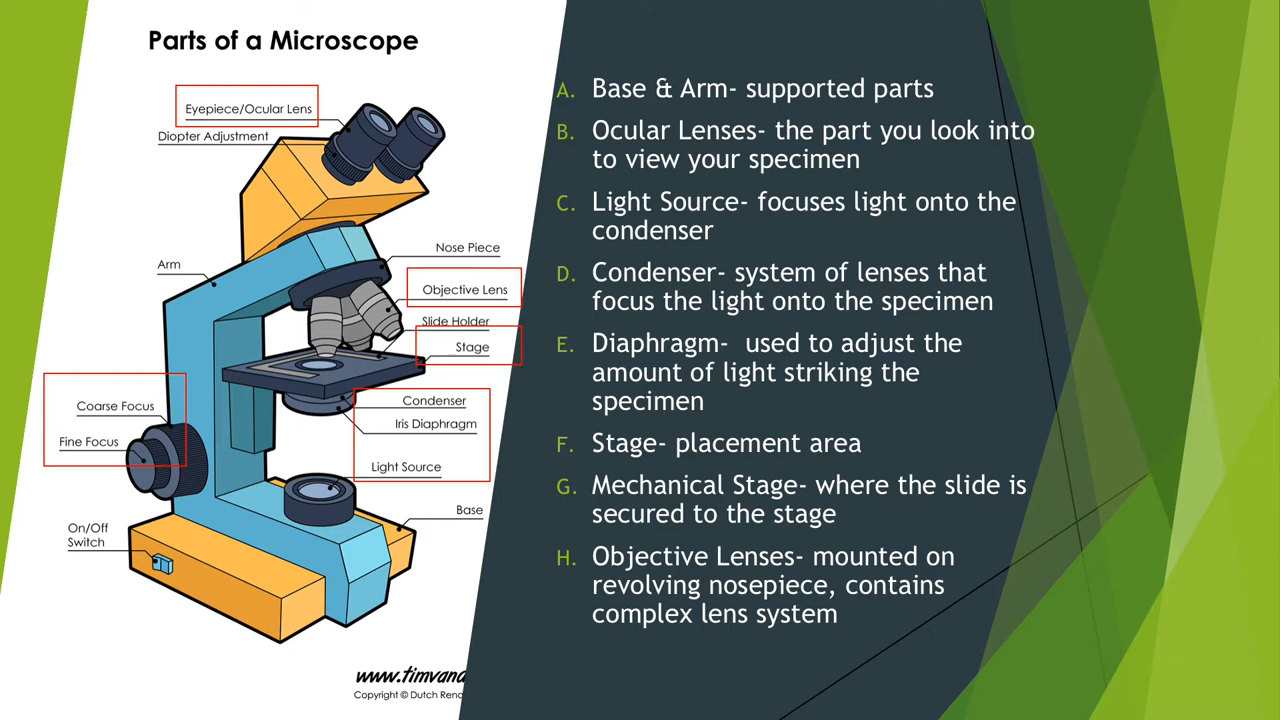 Parts of a Microscope
Eyepiece/Ocular Lens
Diopter Adjustment
Nose Piece
Arm
Objective Lens
Slide Holder
Stage
Coarse Focus
Condenser
Iris Diaphragm
Fine Focus
Light Source
Base
On/Off
Switch
www.timvand
Copyright © Dutch Ren
A. Base & Arm- supported parts
B. Ocular Lenses- the part you look into
to view your specimen
C. Light Source- focuses light onto the
condenser
D. Condenser- system of lenses that
focus the light onto the specimen
E. Diaphragm- used to adjust the
amount of light striking the
specimen
F. Stage- placement area
G. Mechanical Stage- where the slide is
secured to the stage
H. Objective Lenses- mounted on
revolving nosepiece, contains
complex lens system